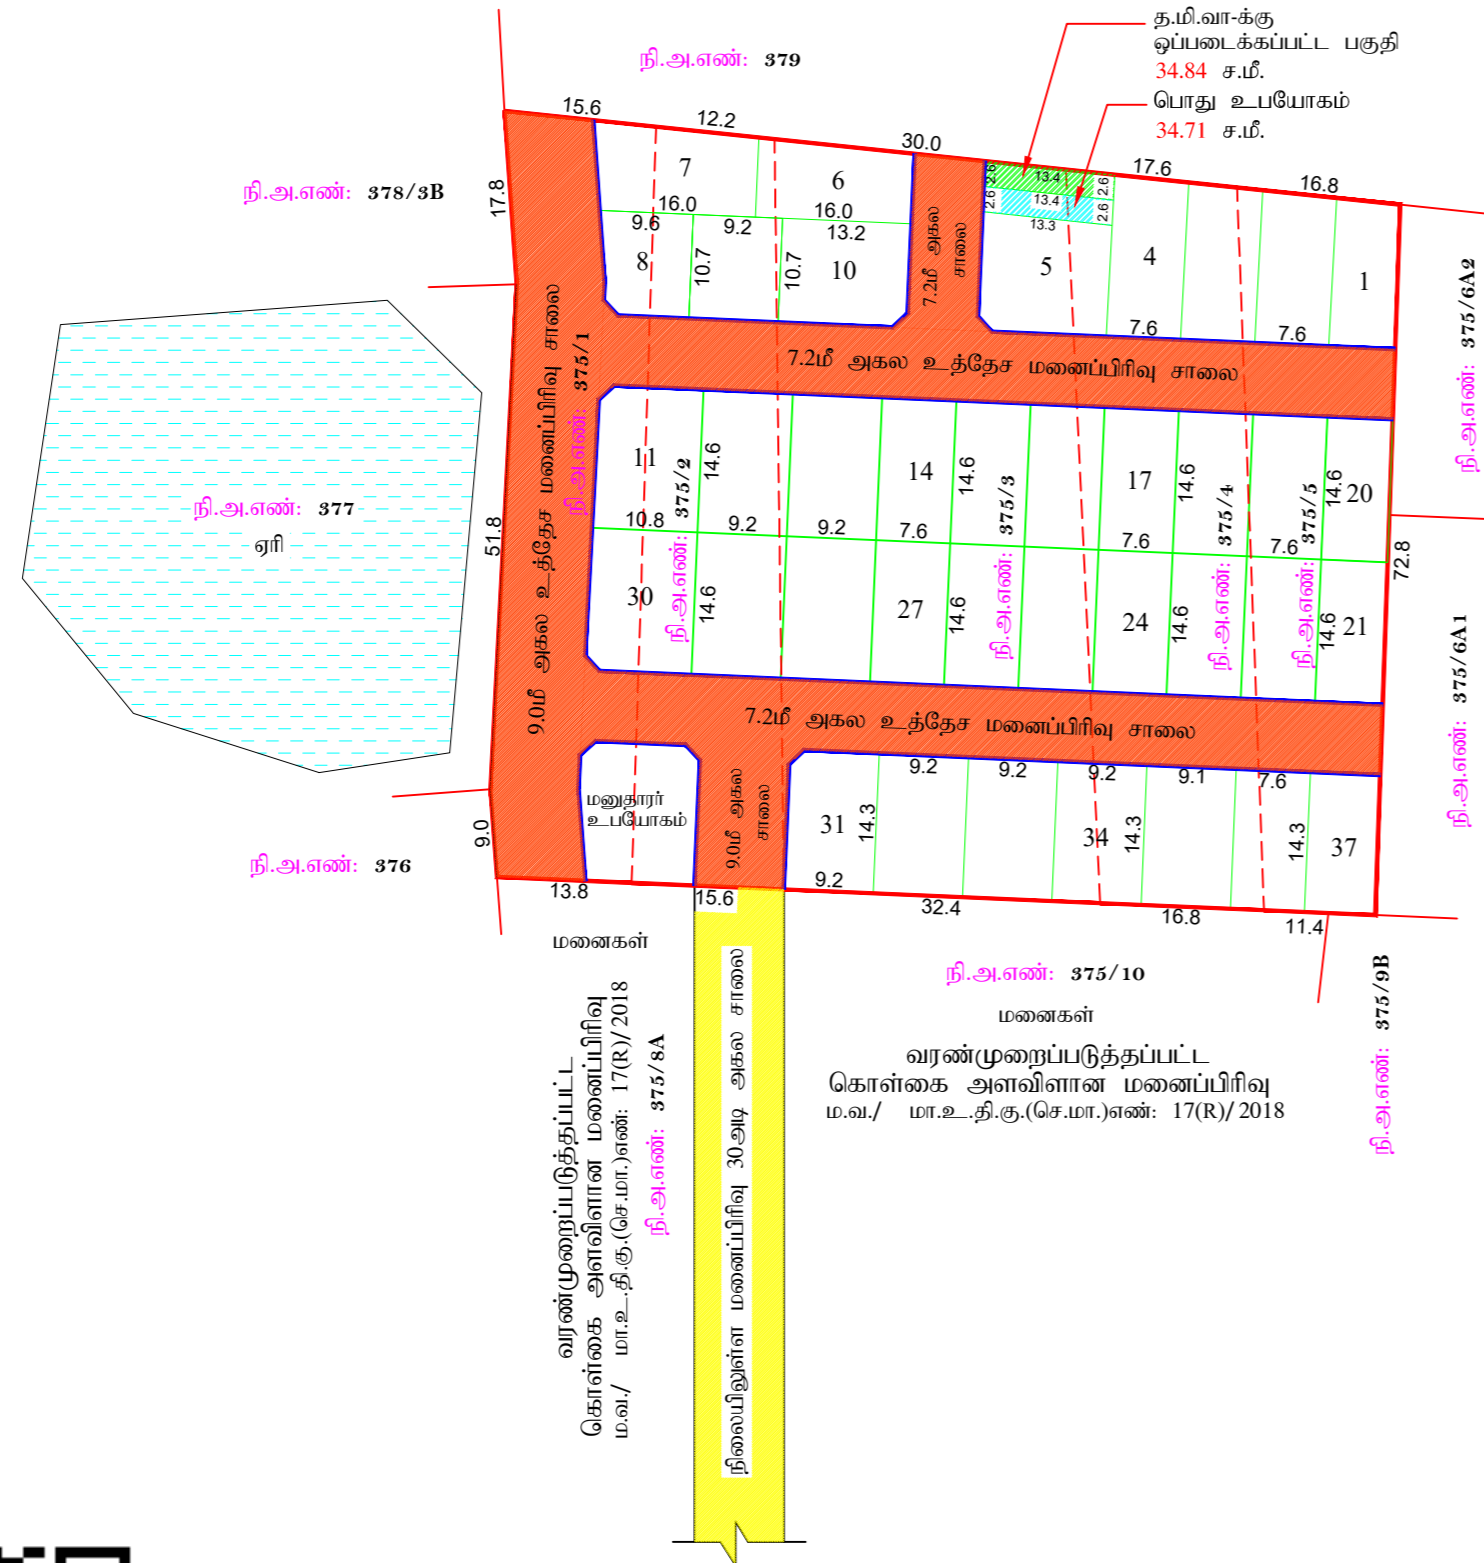 த.மி.வா-க்கு
ஒப்படைக்கப்பட்ட பகுதி
34.84 ச.மீ.
பொது உபயோகம்
34.71 ச.மீ.
நி.அ.எண்: 379
15.6
12.2
30.0
17.6
16.8
நி.அ.எண்: 378/3B
17.8
7
6
16.0
16.0
9.6
9.2
13.2
8
10.7
10.7
10
7.2மீ அகல
சாலை
2.6
13.4
2.6
2.6
13.4
2.6
13.3
5
4
1
7.6
7.6
நி.அ.எண்: 375/6A2
7.2மீ அகல உத்தேச மனைப்பிரிவு சாலை
9.0மீ அகல உத்தேச மனைப்பிரிவு சாலை
நி.அ.எண்: 375/1
நி.அ.எண்: 377
ஏரி
51.8
11
14.6
14
14.6
17
14.6
14.6
20
நி.அ.எண்: 375/2
நி.அ.எண்: 375/3
நி.அ.எண்: 375/4
நி.அ.எண்: 375/5
10.8
9.2
9.2
7.6
7.6
7.6
72.8
30
14.6
27
14.6
24
14.6
14.6
21
நி.அ.எண்: 375/6A1
7.2மீ அகல உத்தேச மனைப்பிரிவு சாலை
9.0
மனுதாரர்
உபயோகம்
9.0மீ அகல
சாலை
9.2
9.2
9.2
9.1
7.6
31
14.3
34
14.3
14.3
37
நி.அ.எண்: 376
13.8
15.6
9.2
32.4
16.8
11.4
மனைகள்
வரண்முறைப்படுத்தப்பட்ட
கொள்கை அளவிளான மனைப்பிரிவு
ம.வ./ மா.உ.தி.கு.(செ.மா.)எண்: 17(R)/2018
நி.அ.எண்: 375/8A
நிலையிலுள்ள மனைப்பிரிவு 30அடி அகல சாலை
நி.அ.எண்: 375/10
மனைகள்
வரண்முறைப்படுத்தப்பட்ட
கொள்கை அளவிளான மனைப்பிரிவு
ம.வ./ மா.உ.தி.கு.(செ.மா.)எண்: 17(R)/2018
நி.அ.எண்: 375/9B